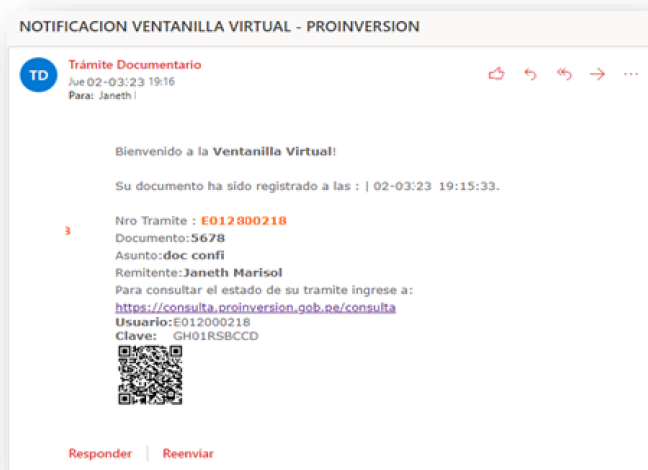 NOTIFICACION VENTANILLA VIRTUAL - PROINVERSION
TD
Trámite Documentario
Jue 02-03:23 19:16
Para: Janeth
Bienvenido a la Ventanilla Virtual!
Su documento ha sido registrado a las : | 02-03:23 19:15:33.
Nro Tramite : E012800218
Documento:5678
Asunto:doc confi
Remitente:Janeth Marisol
Para consultar el estado de su tramite ingrese a:
https://consulta.proinversion.gob.pe/consulta
Usuario:E012000218
Clave: GH01RSBCCD
Responder
Reenviar